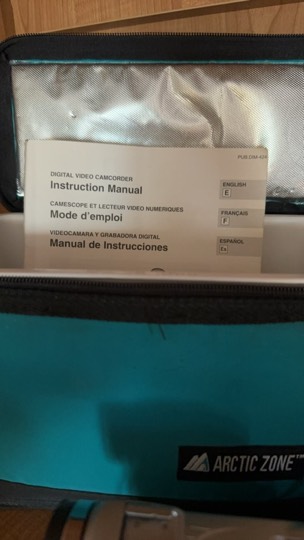 DIGITAL VIDEO CAMCORDER
Instruction Manual
ENGLISH
E
CAMESCOPE ET LECTEUR VIDEO NUMERIQUES
Mode d'emploi
FRANÇAIS
F
VIDEOCAMARA Y GRABADORA DIGITAL
Manual de Instrucciones
ESPAÑOL
Es
ARCTIC ZONE™